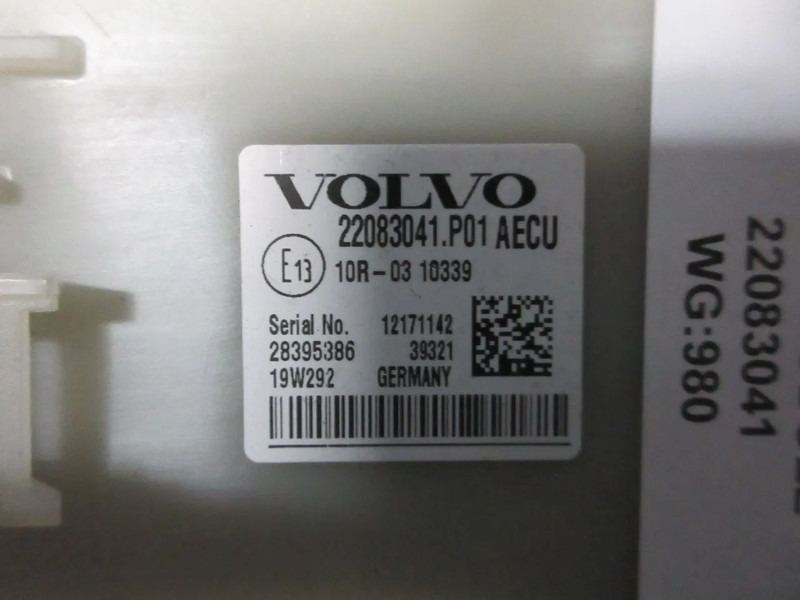 VOLVO
22083041.P01 AECU
E13 10R-03 10339
Serial No. 12171142
28395386 39321
19W292 GERMANY
22083041
WG:980